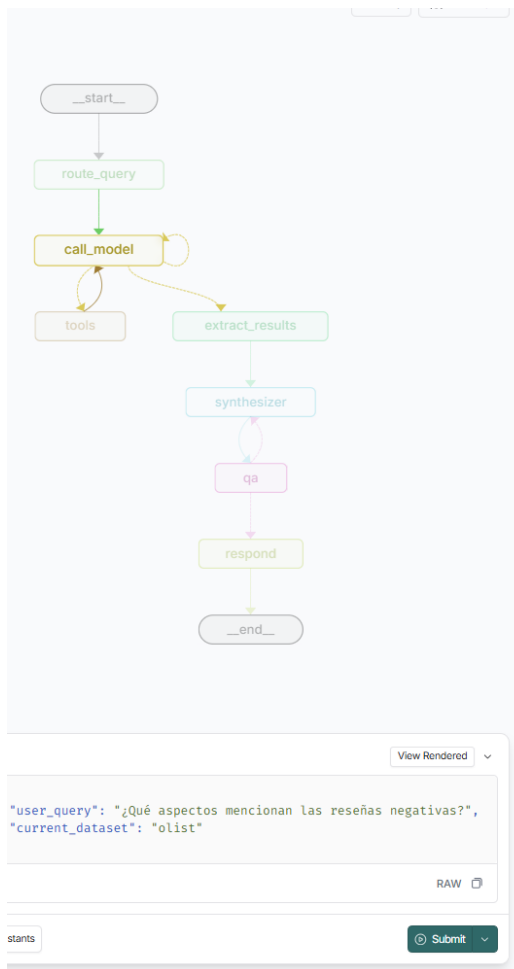 __start__
route_query
call_model
tools
extract_results
synthesizer
qa
respond
__end__
View Rendered
"user_query": "¿Qué aspectos mencionan las reseñas negativas?",
"current_dataset": "olist"
RAW
stants
Submit